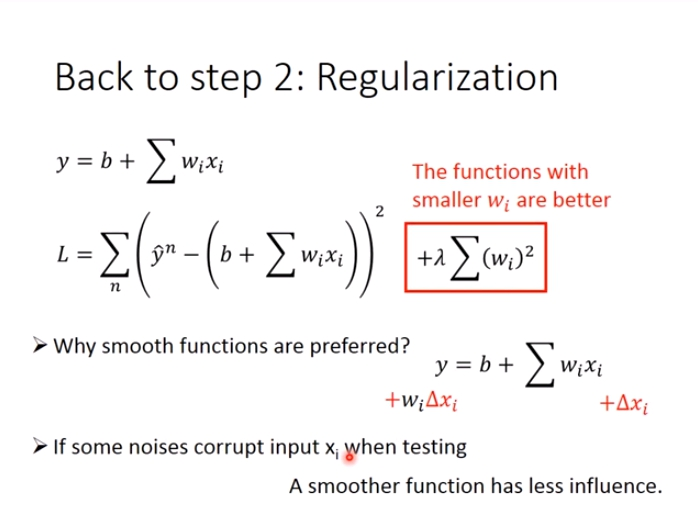 Back to step 2: Regularization
y = b + ∑ wᵢxᵢ
The functions with
smaller wᵢ are better
L = ∑ₙ (ŷⁿ − (b + ∑ wᵢxᵢ))² +λ ∑(wᵢ)²
➢ Why smooth functions are preferred?
y = b + ∑ wᵢxᵢ
+wᵢΔxᵢ +Δxᵢ
➢ If some noises corrupt input xᵢ when testing
A smoother function has less influence.